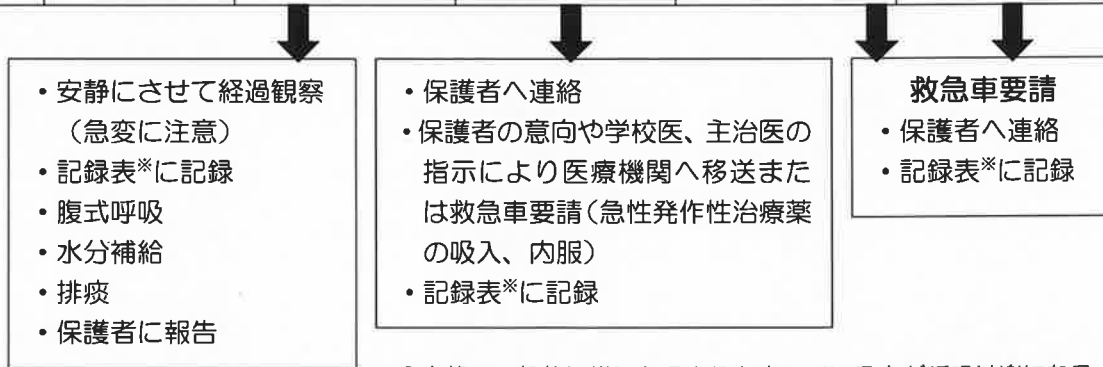 ・安静にさせて経過観察
（急変に注意）
・記録表※に記録
・腹式呼吸
・水分補給
・排痰
・保護者に報告
・保護者へ連絡
・保護者の意向や学校医、主治医の
指示により医療機関へ移送また
は救急車要請（急性発作性治療薬
の吸入、内服）
・記録表※に記録
救急車要請
・保護者へ連絡
・記録表※に記録